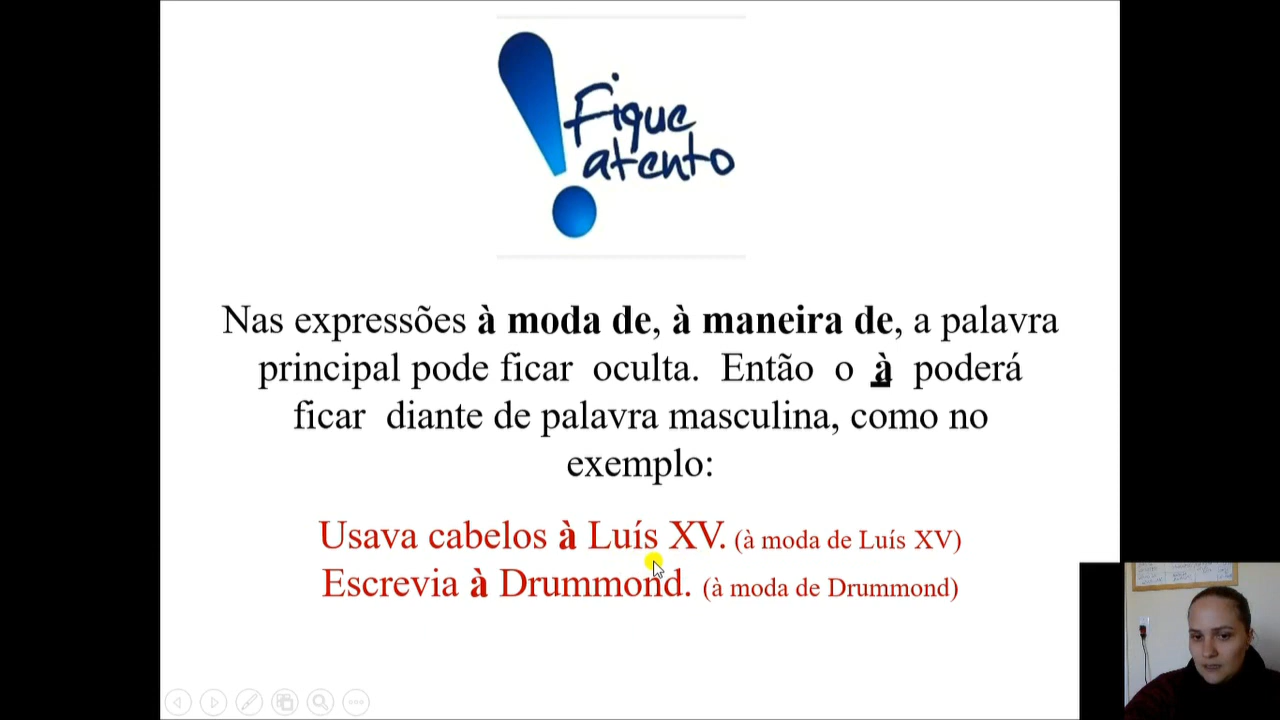 Fique
atento
Nas expressões à moda de, à maneira de, a palavra
principal pode ficar oculta. Então o à poderá
ficar diante de palavra masculina, como no
exemplo:
Usava cabelos à Luís XV. (à moda de Luís XV)
Escrevia à Drummond. (à moda de Drummond)